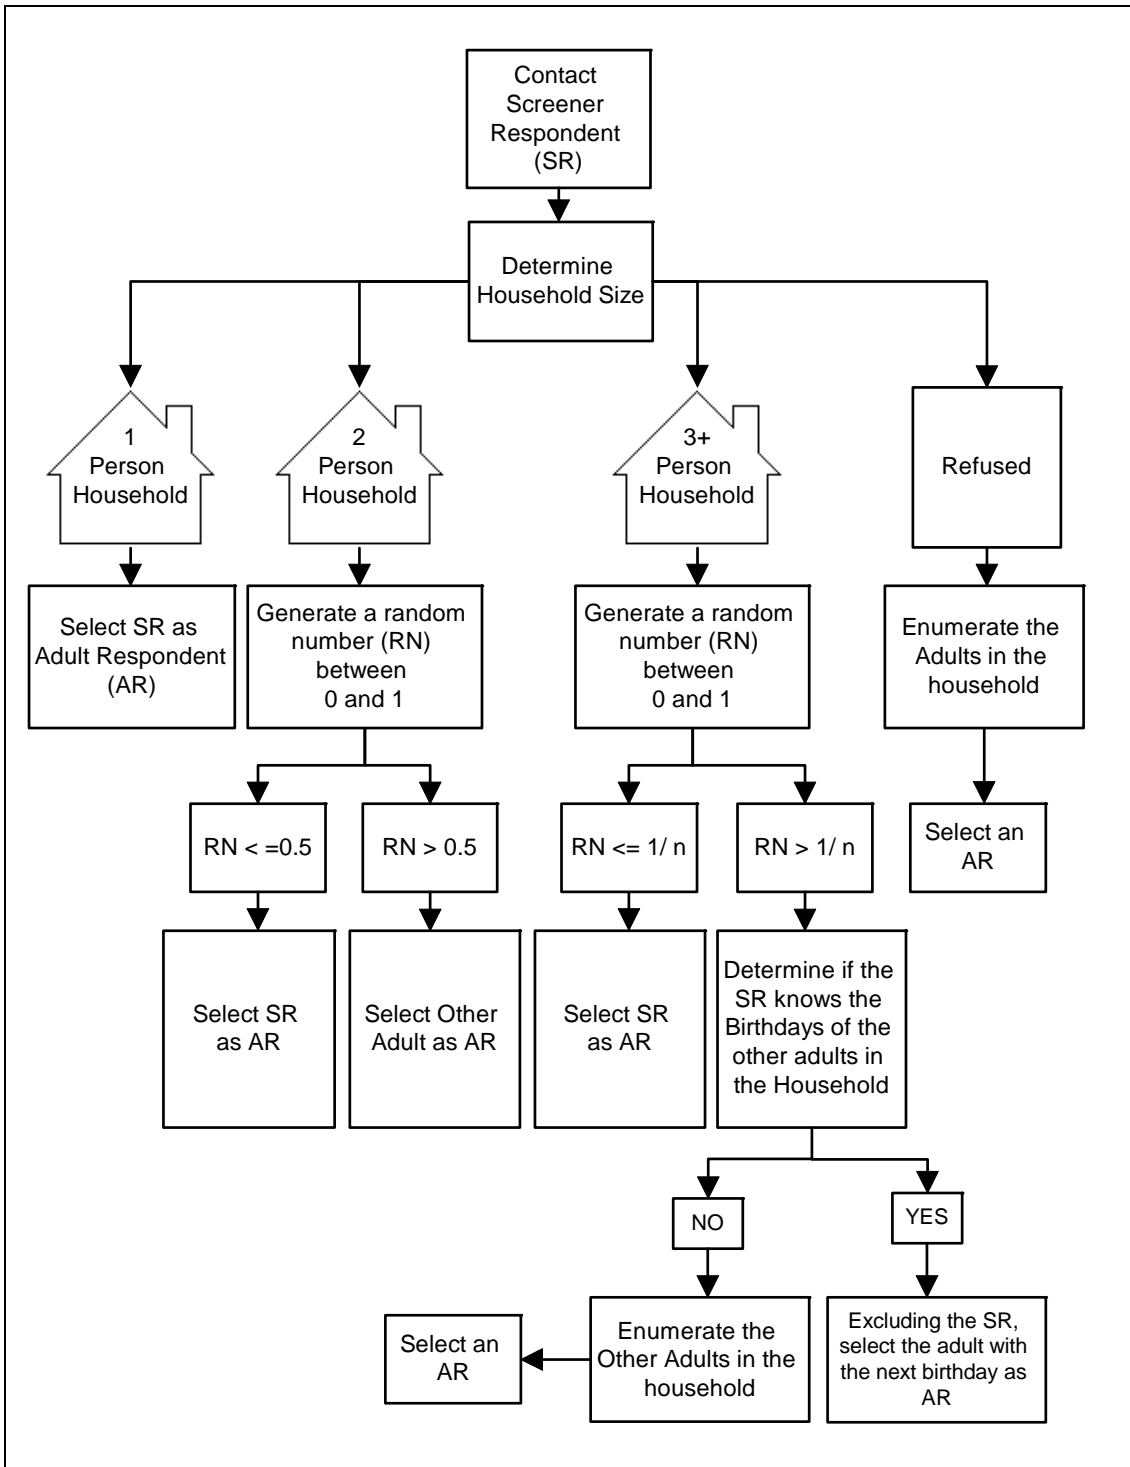 Contact
Screener
Respondent
(SR)
Determine
Household Size
1
Person
Household
2
Person
Household
3+
Person
Household
Refused
Select SR as
Adult Respondent
(AR)
Generate a random
number (RN)
between
0 and 1
Generate a random
number (RN)
between
0 and 1
Enumerate the
Adults in the
household
RN < =0.5
RN > 0.5
RN <= 1/ n
RN > 1/ n
Select an
AR
Select SR
as AR
Select Other
Adult as AR
Select SR
as AR
Determine if the
SR knows the
Birthdays of the
other adults in
the Household
NO
YES
Select an
AR
Enumerate the
Other Adults in the
household
Excluding the SR,
select the adult with
the next birthday as
AR